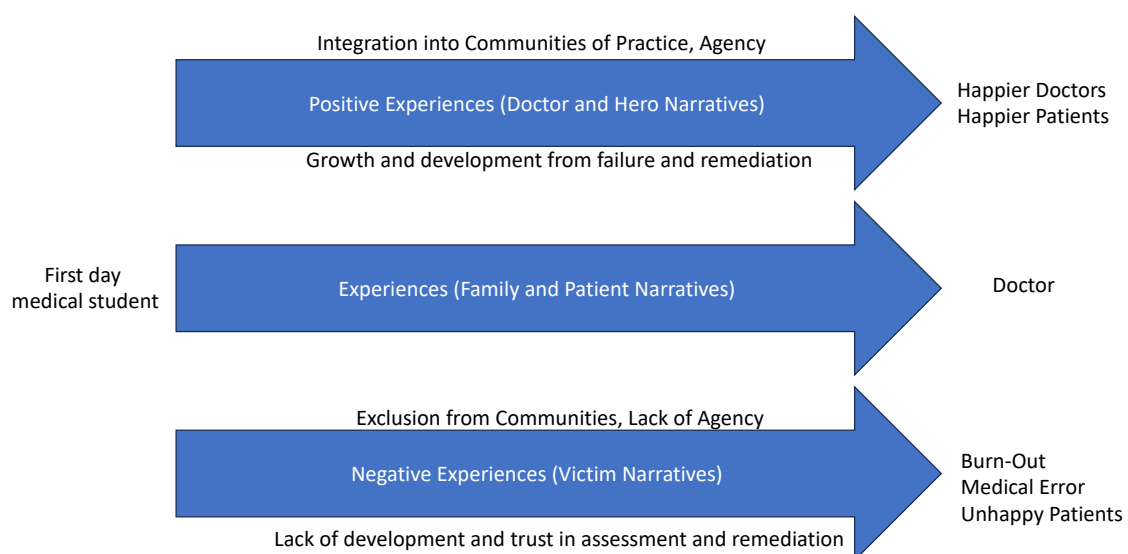 Integration into Communities of Practice, Agency
Positive Experiences (Doctor and Hero Narratives)
Growth and development from failure and remediation
Happier Doctors
Happier Patients
First day
medical student
Experiences (Family and Patient Narratives)
Doctor
Exclusion from Communities, Lack of Agency
Negative Experiences (Victim Narratives)
Lack of development and trust in assessment and remediation
Burn-Out
Medical Error
Unhappy Patients